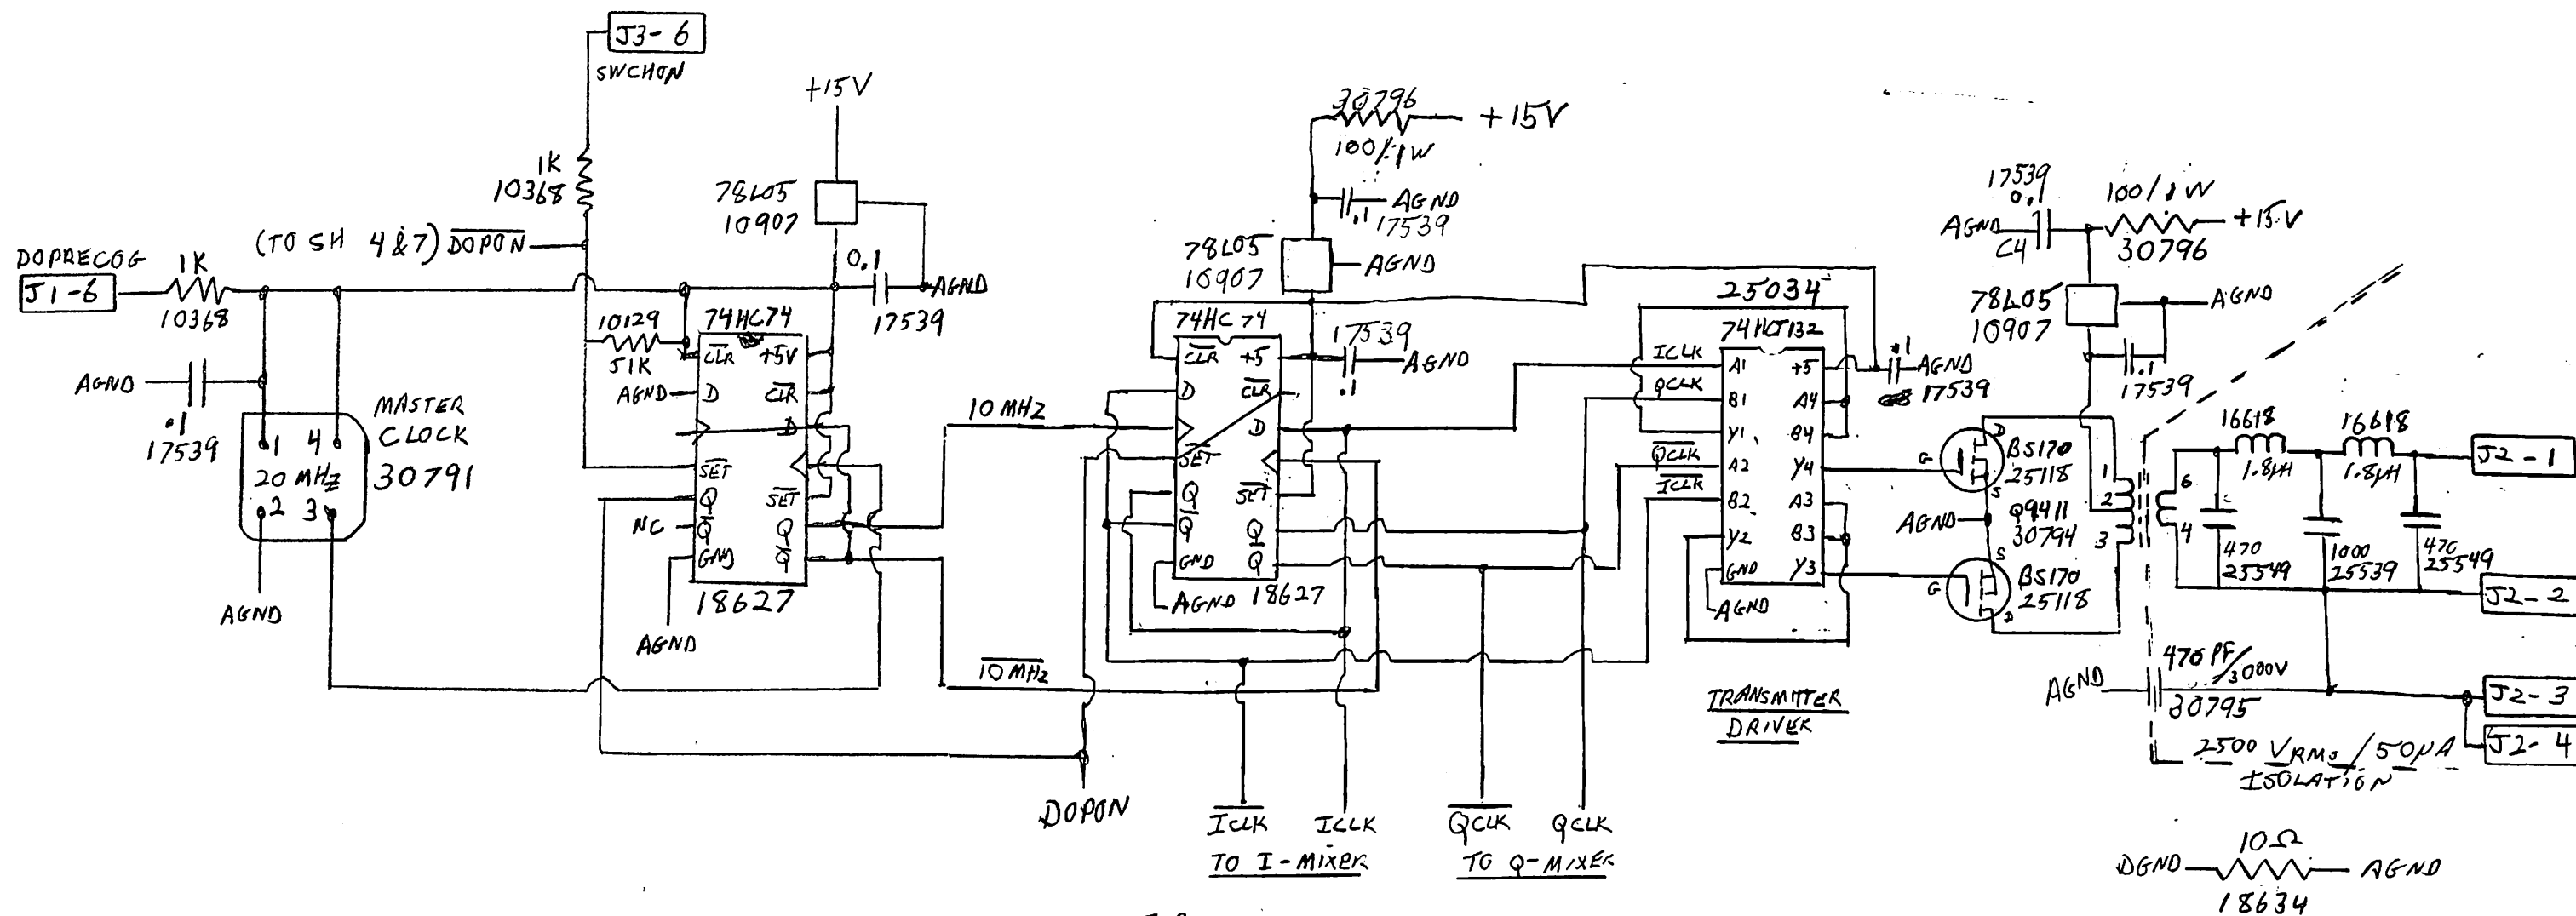 J3-6
SWCHON
+15V
1K
10368
78L05
10907
(TO SH 4 & 7) DOPON
DOPRECOG
J1-6
1K
10368
0.1
AGND
17539
10129
51K
74HC74
CLR +5V
AGND
D CLR
D
SET
Q SET
NC
Q Q
GND Q
18627
AGND
AGND
.1
17539
MASTER
CLOCK
30791
1 4
20 MHz
2 3
AGND
10 MHZ
10 MHz
DOPON
30796
+15V
100/1W
AGND
.1
17539
78L05
10907
AGND
74HC74
17539
AGND
.1
CLR +5
D CLR
D
SET
Q SET
Q Q
GND Q
AGND 18627
ICLK
ICLK
TO I-MIXER
QCLK
QCLK
TO Q-MIXER
25034
74HCT132
ICLK
QCLK
QCLK
ICLK
A1 +5
B1 A4
Y1 B4
A2 Y4
B2 A3
Y2 B3
GND Y3
AGND
.1
AGND
17539
TRANSMITTER
DRIVER
17539
0.1
AGND
C4
100/1W
+15V
30796
78L05
10907
AGND
.1
17539
D
G
BS170
25118
S
AGND
Q9411
30794
S
G
BS170
25118
D
1
2
3
6
4
16618
1.8µH
16618
1.8µH
470
25549
1000
25539
470
25549
J2-1
J2-2
AGND
470 PF/3000V
30795
J2-3
J2-4
2500 VRMS/50µA
ISOLATION
10Ω
DGND
AGND
18634